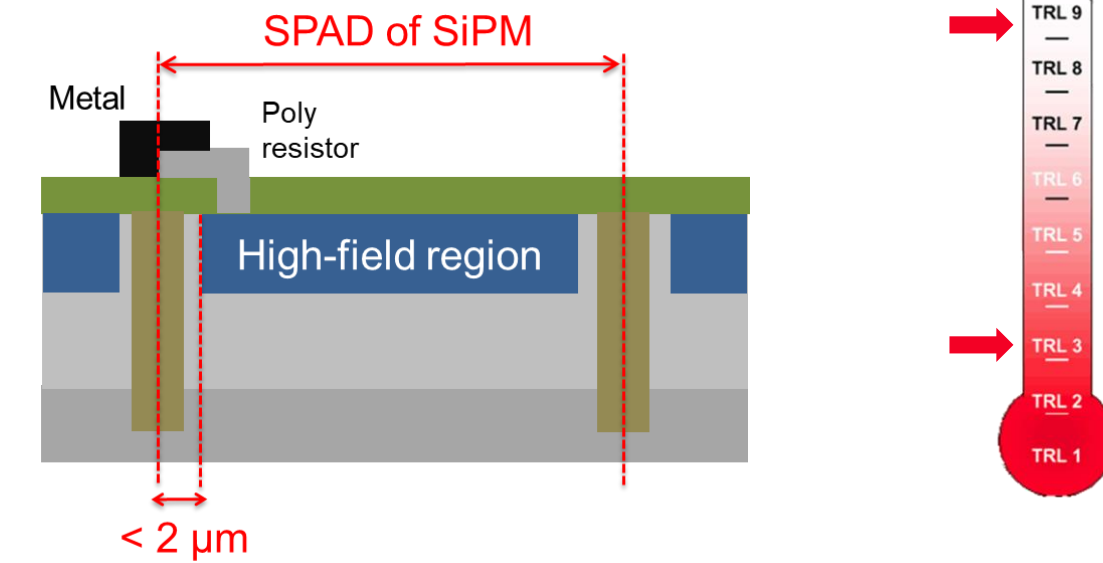 SPAD of SiPM
Metal
Poly
resistor
High-field region
< 2 μm
TRL 9
TRL 8
TRL 7
TRL 6
TRL 5
TRL 4
TRL 3
TRL 2
TRL 1